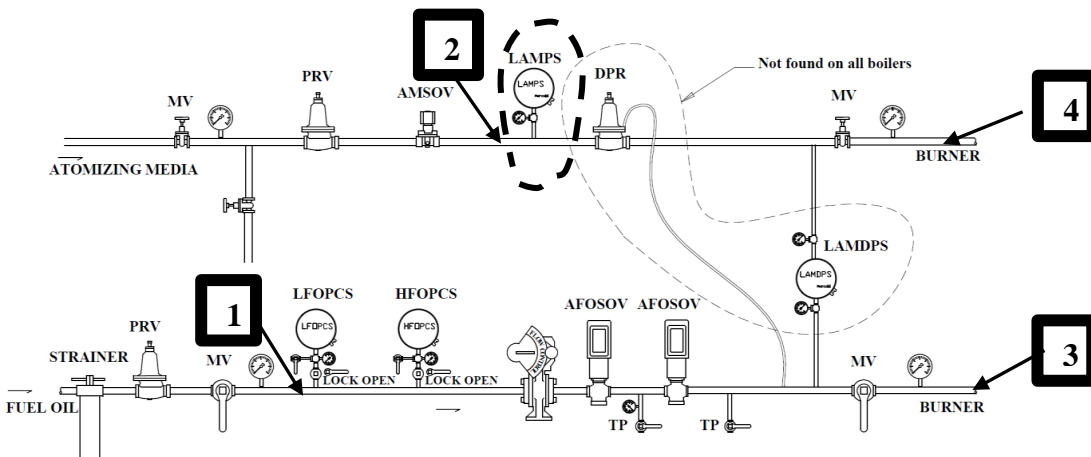 2
LAMPS
LAMPS
PRV
AMSOV
DPR
Not found on all boilers
MV
MV
4
ATOMIZING MEDIA
BURNER
LAMDPS
LAMDPS
1
LFOPCS
HFOPCS
LFOPCS
HFOPCS
AFOSOV
AFOSOV
PRV
STRAINER
MV
FLOW CONTROL
MV
3
LOCK OPEN
LOCK OPEN
FUEL OIL
BURNER
TP
TP